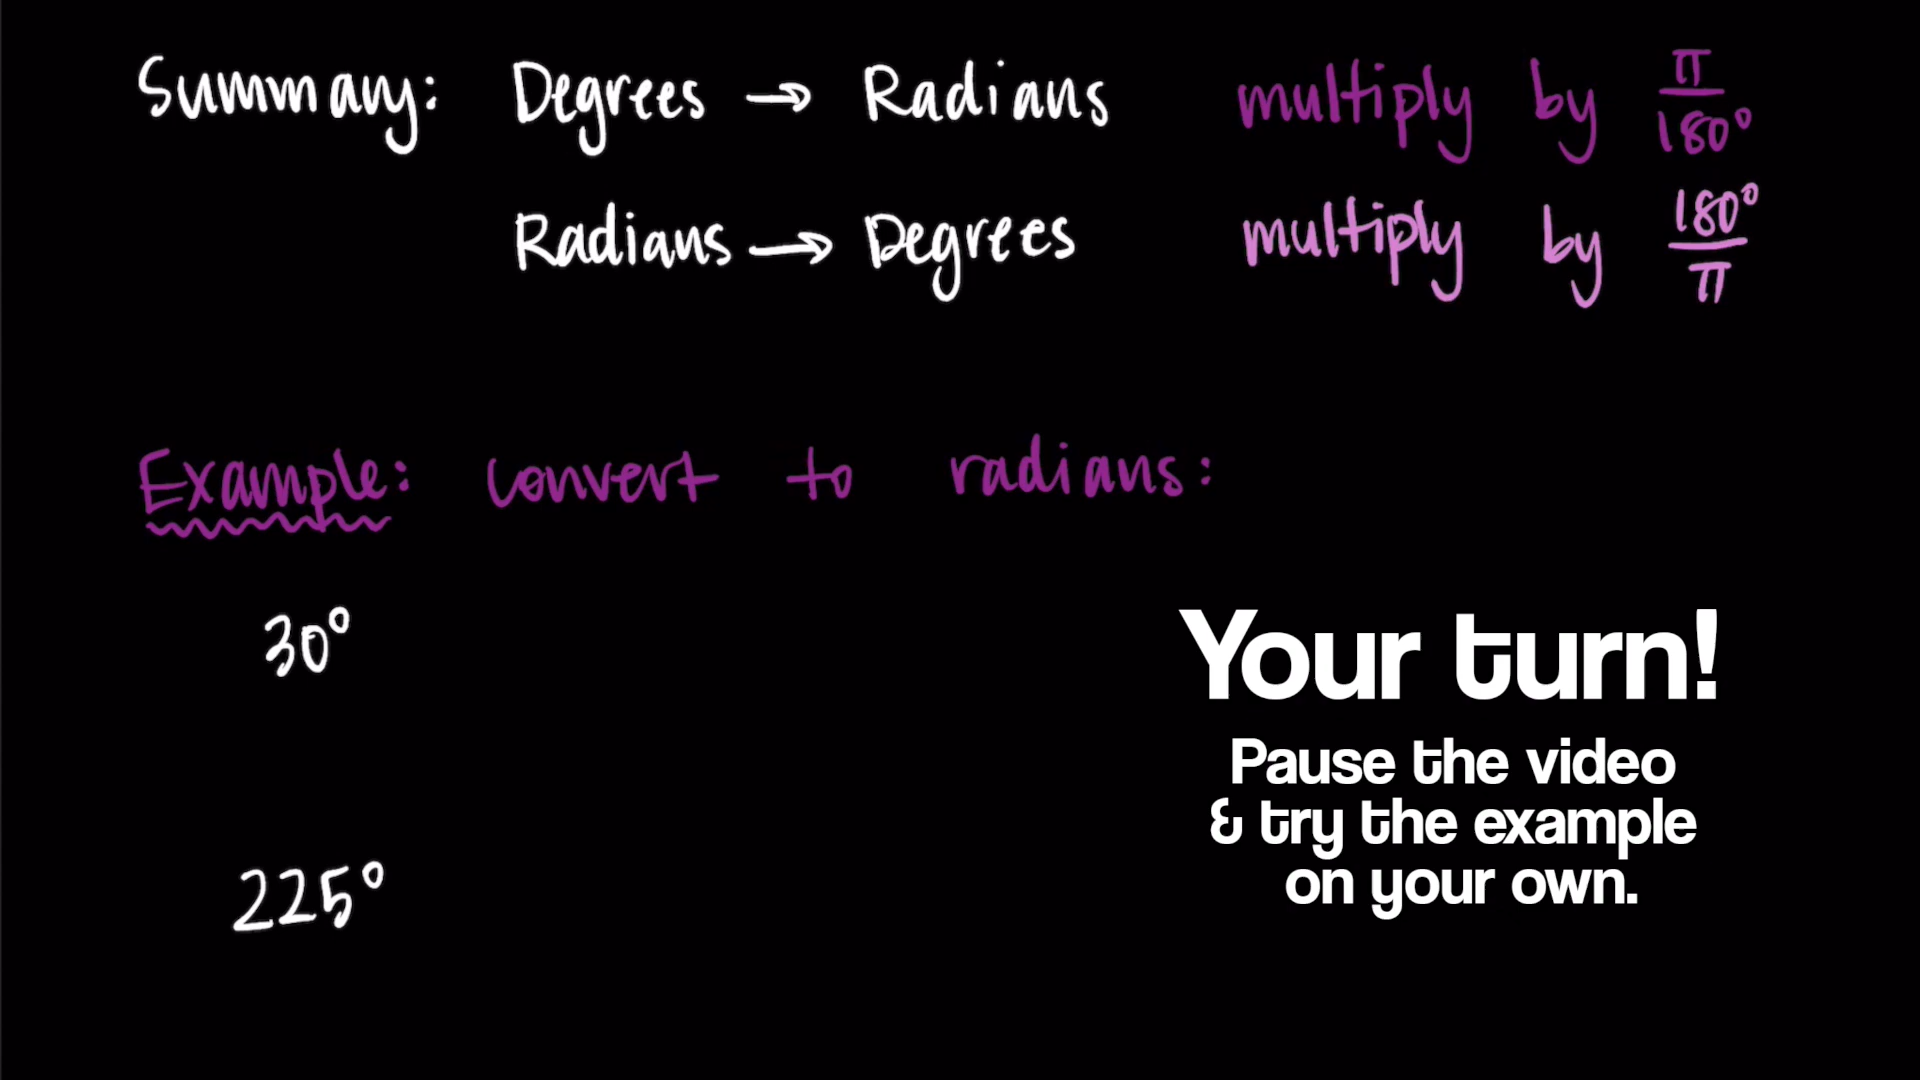 Summary: Degrees → Radians multiply by π/180°
Radians → Degrees multiply by 180°/π
Example: convert to radians:
30°
Your turn!
Pause the video
& try the example
on your own.
225°